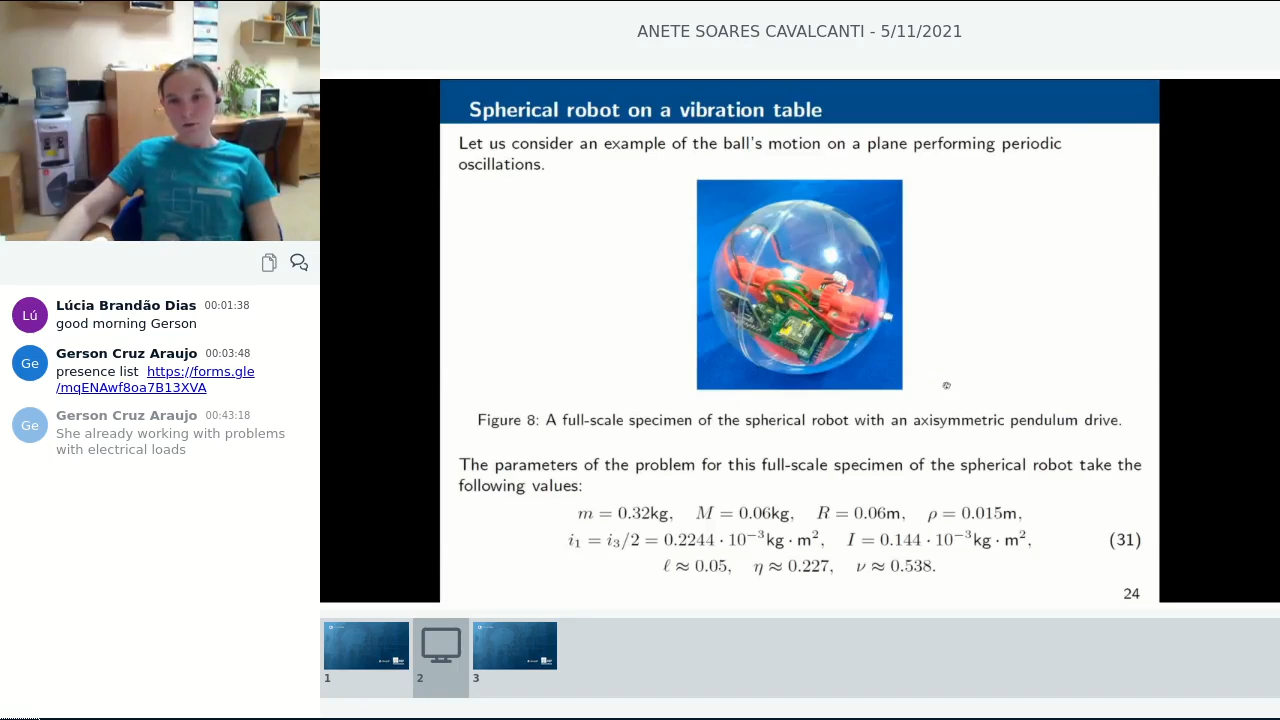 ANETE SOARES CAVALCANTI - 5/11/2021
Lú
Lúcia Brandão Dias 00:01:38
good morning Gerson
Ge
Gerson Cruz Araujo 00:03:48
presence list https://forms.gle
/mqENAwf8oa7B13XVA
Ge
Gerson Cruz Araujo 00:43:18
She already working with problems
with electrical loads
Spherical robot on a vibration table
Let us consider an example of the ball's motion on a plane performing periodic
oscillations.
Figure 8: A full-scale specimen of the spherical robot with an axisymmetric pendulum drive.
The parameters of the problem for this full-scale specimen of the spherical robot take the
following values:
m = 0.32kg, M = 0.06kg, R = 0.06m, ρ = 0.015m,
i₁ = i₃/2 = 0.2244 · 10⁻³kg · m², I = 0.144 · 10⁻³kg · m², (31)
ℓ ≈ 0.05, η ≈ 0.227, ν ≈ 0.538.
24
1
2
3